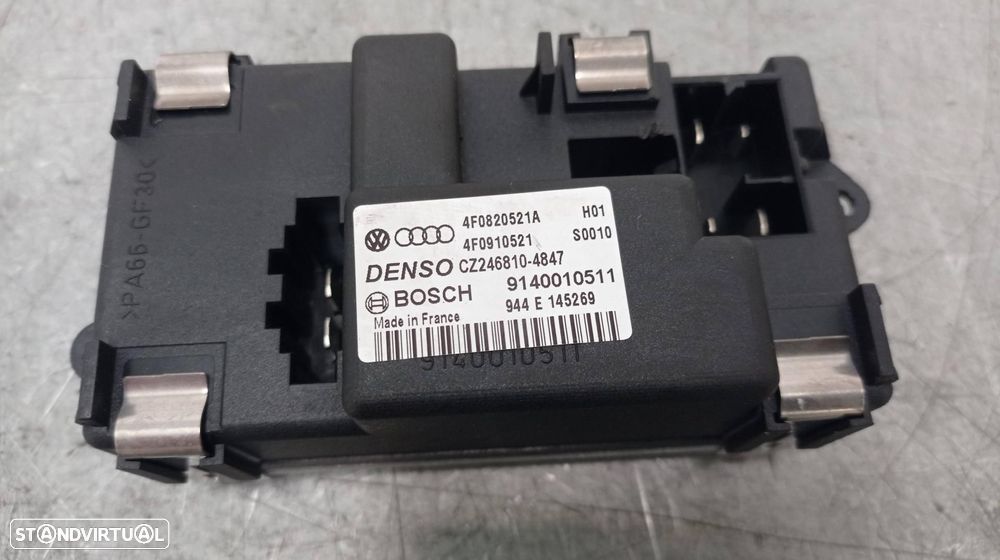 >PA66-GF30<
4F0820521A H01
4F0910521 S0010
DENSO CZ246810-4847
BOSCH 9140010511
Made in France 944 E 145269
9140010511
STANDVIRTUAL